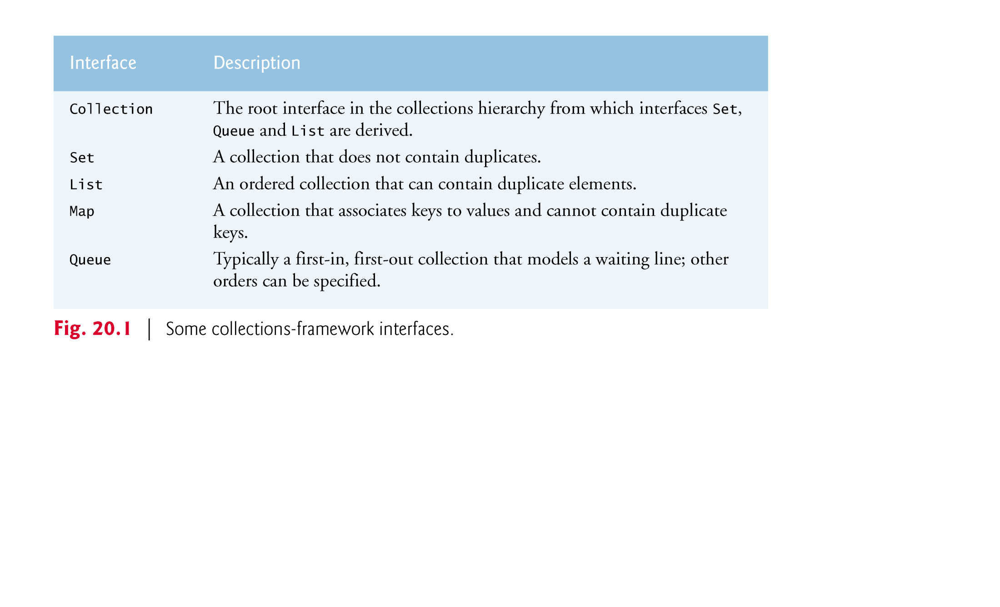 Interface Description
Collection The root interface in the collections hierarchy from which interfaces Set,
Queue and List are derived.
Set A collection that does not contain duplicates.
List An ordered collection that can contain duplicate elements.
Map A collection that associates keys to values and cannot contain duplicate
keys.
Queue Typically a first-in, first-out collection that models a waiting line; other
orders can be specified.
Fig. 20.1 | Some collections-framework interfaces.